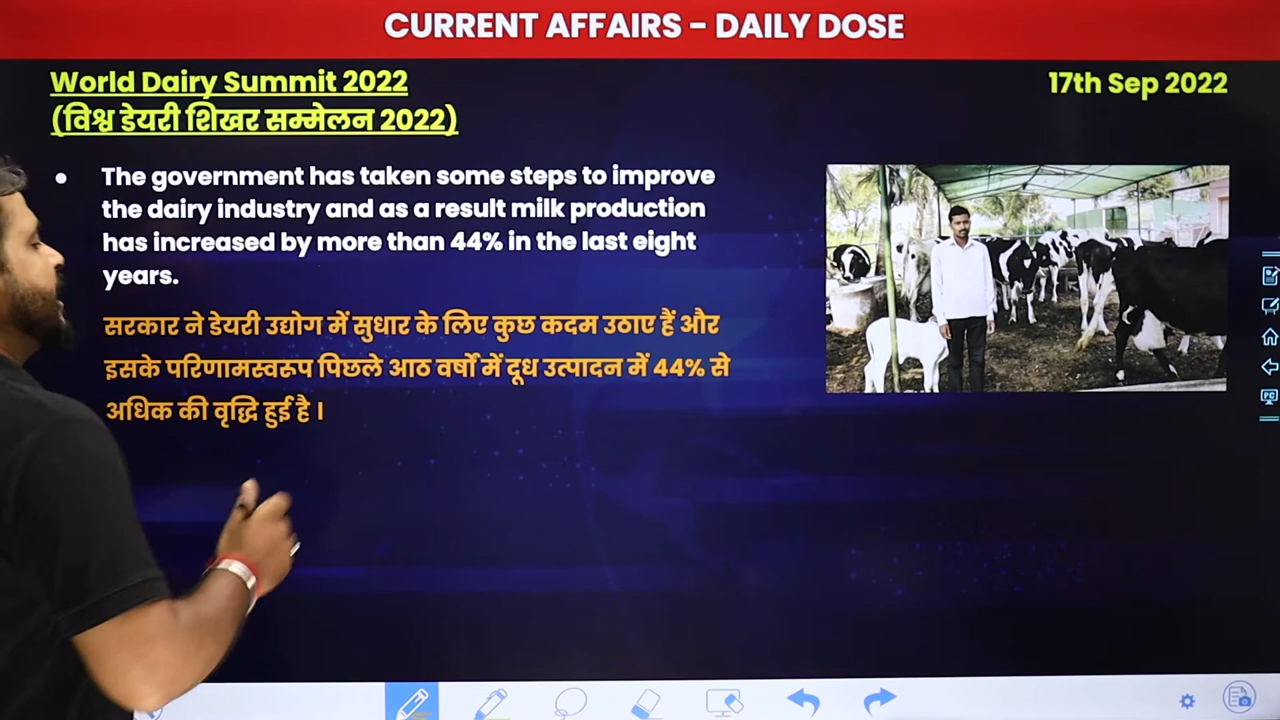 CURRENT AFFAIRS - DAILY DOSE
World Dairy Summit 2022
17th Sep 2022
(विश्व डेयरी शिखर सम्मेलन 2022)
• The government has taken some steps to improve
the dairy industry and as a result milk production
has increased by more than 44% in the last eight
years.
सरकार ने डेयरी उद्योग में सुधार के लिए कुछ कदम उठाए हैं और
इसके परिणामस्वरूप पिछले आठ वर्षों में दूध उत्पादन में 44% से
अधिक की वृद्धि हुई है।
FC